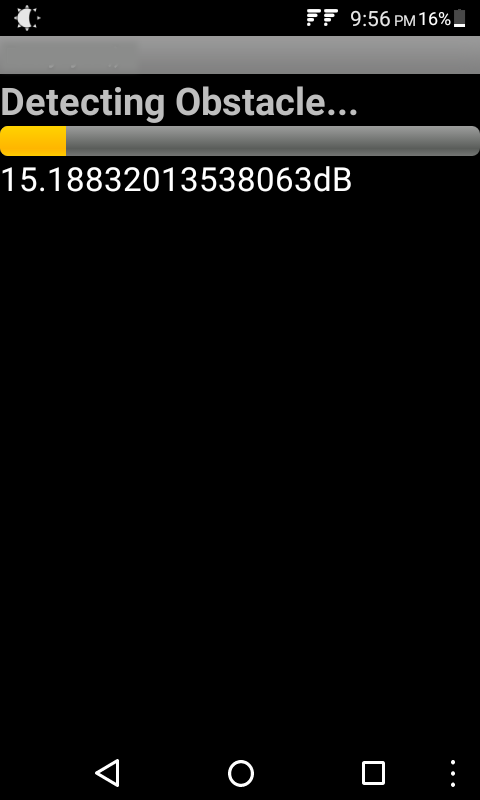 9:56 PM 16%
Detecting Obstacle...
15.18832013538063dB